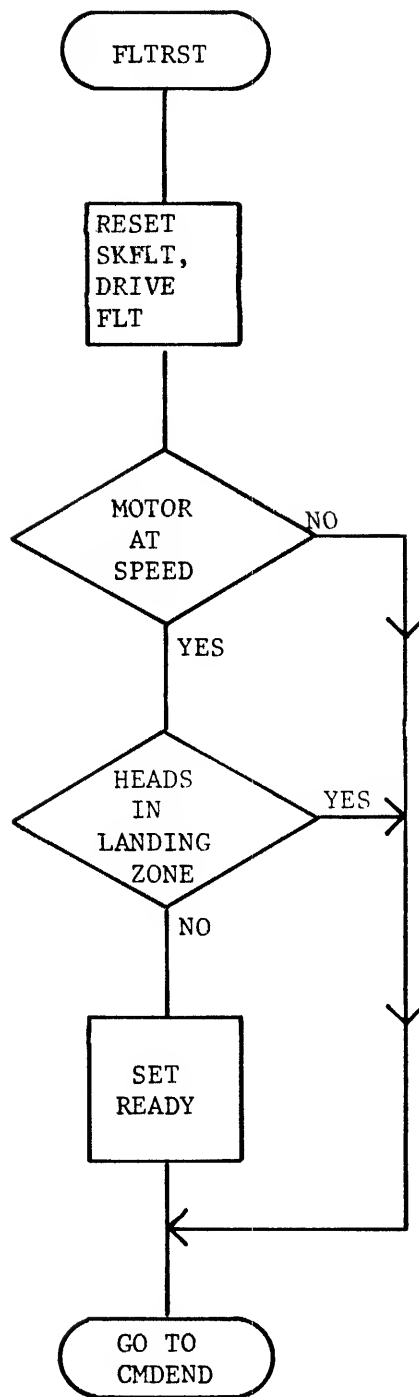 FLTRST
RESET
SKFLT,
DRIVE
FLT
MOTOR
AT
SPEED
NO
YES
HEADS
IN
LANDING
ZONE
YES
NO
SET
READY
GO TO
CMDEND